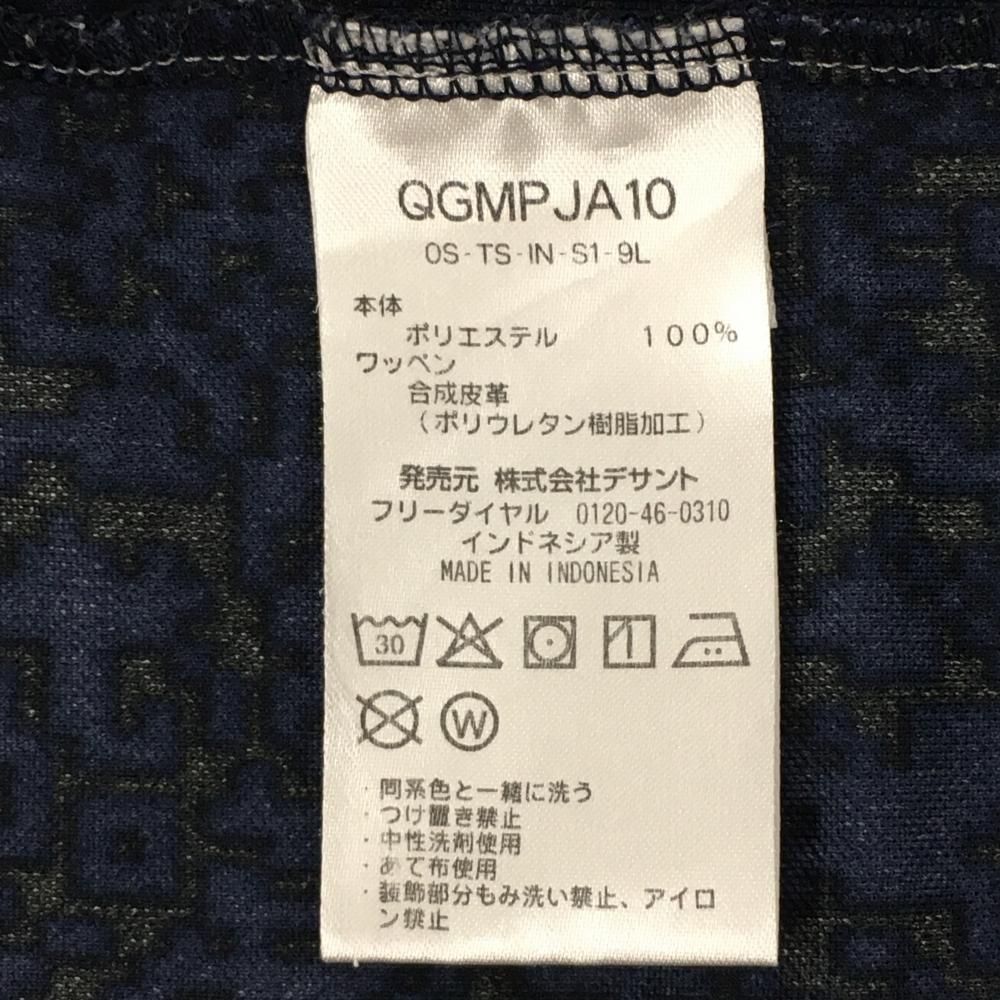 QGMPJA10
OS-TS-IN-S1-9L
本体
ポリエステル 100%
ワッペン
合成皮革
(ポリウレタン樹脂加工)
発売元 株式会社デサント
フリーダイヤル 0120-46-0310
インドネシア製
MADE IN INDONESIA
30
W
・同系色と一緒に洗う
・つけ置き禁止
・中性洗剤使用
・あて布使用
・装飾部分もみ洗い禁止、アイロ
ン禁止